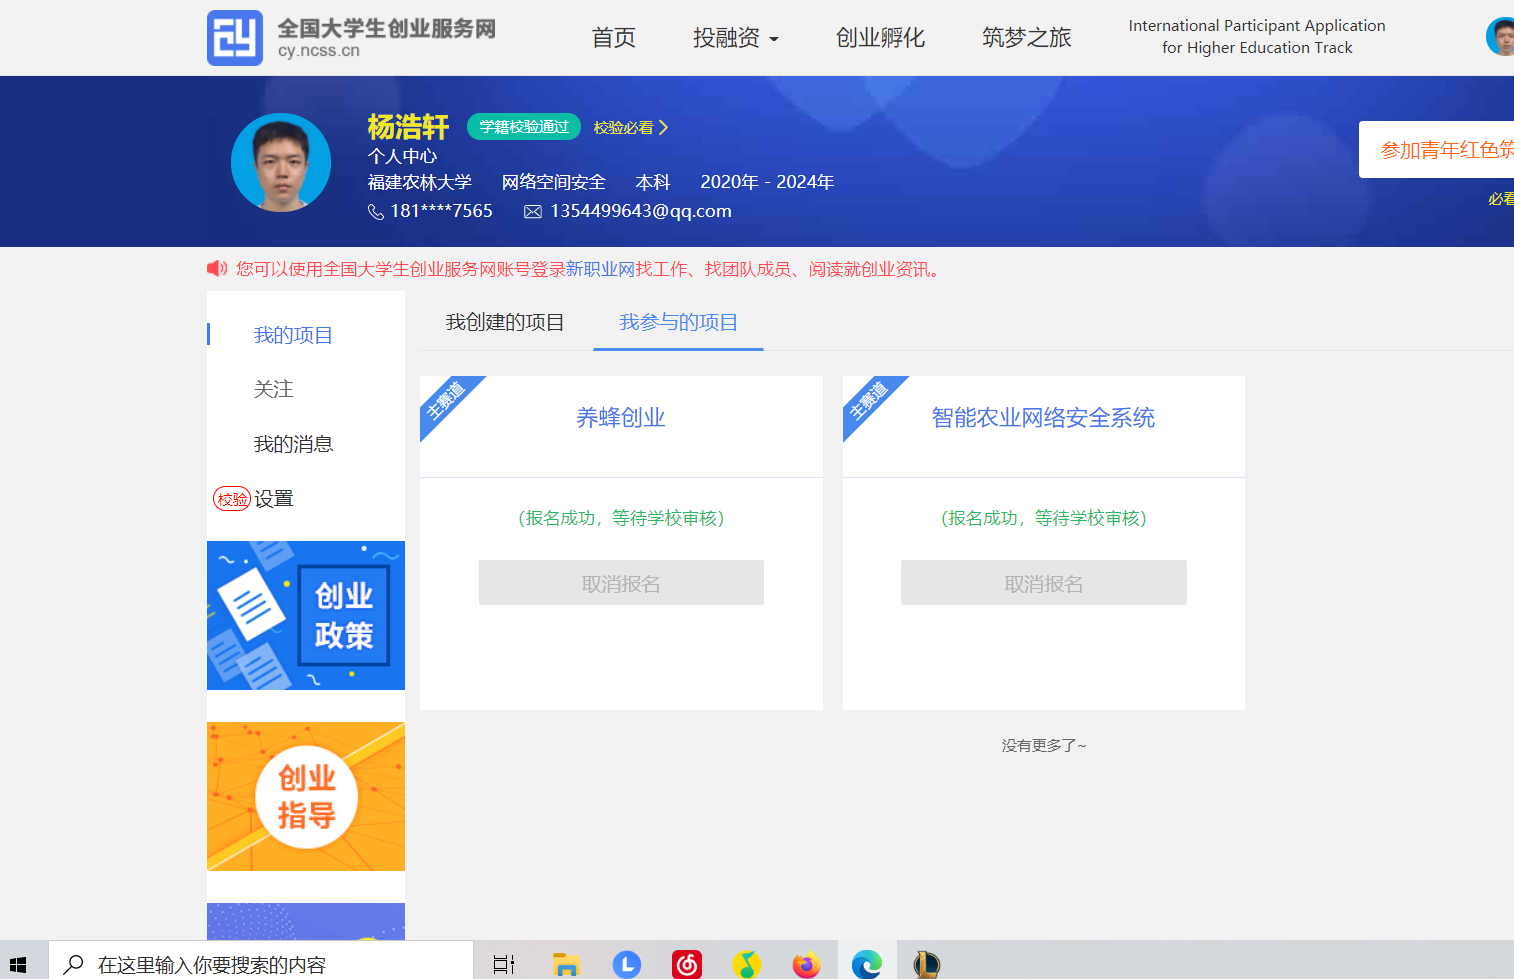 全国大学生创业服务网
cy.ncss.cn
首页
投融资
创业孵化
筑梦之旅
International Participant Application
for Higher Education Track
杨浩轩
学籍校验通过
校验必看
个人中心
福建农林大学 网络空间安全 本科 2020年 - 2024年
181****7565 1354499643@qq.com
参加青年红色筑
必看
您可以使用全国大学生创业服务网账号登录新职业网找工作、找团队成员、阅读就创业资讯。
我的项目
关注
我的消息
校验 设置
创业
政策
创业
指导
我创建的项目
我参与的项目
主赛道
养蜂创业
(报名成功，等待学校审核)
取消报名
主赛道
智能农业网络安全系统
(报名成功，等待学校审核)
取消报名
没有更多了~
在这里输入你要搜索的内容